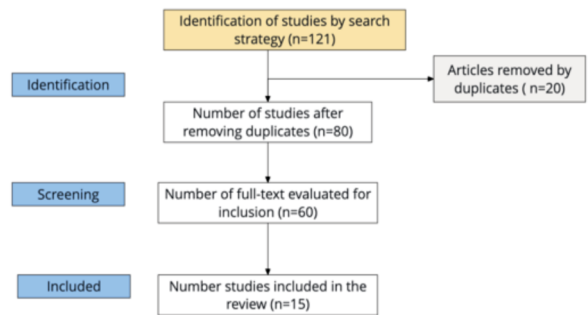 Identification of studies by search
strategy (n=121)
Articles removed by
duplicates ( n=20)
Identification
Number of studies after
removing duplicates (n=80)
Screening
Number of full-text evaluated for
inclusion (n=60)
Included
Number studies included in the
review (n=15)